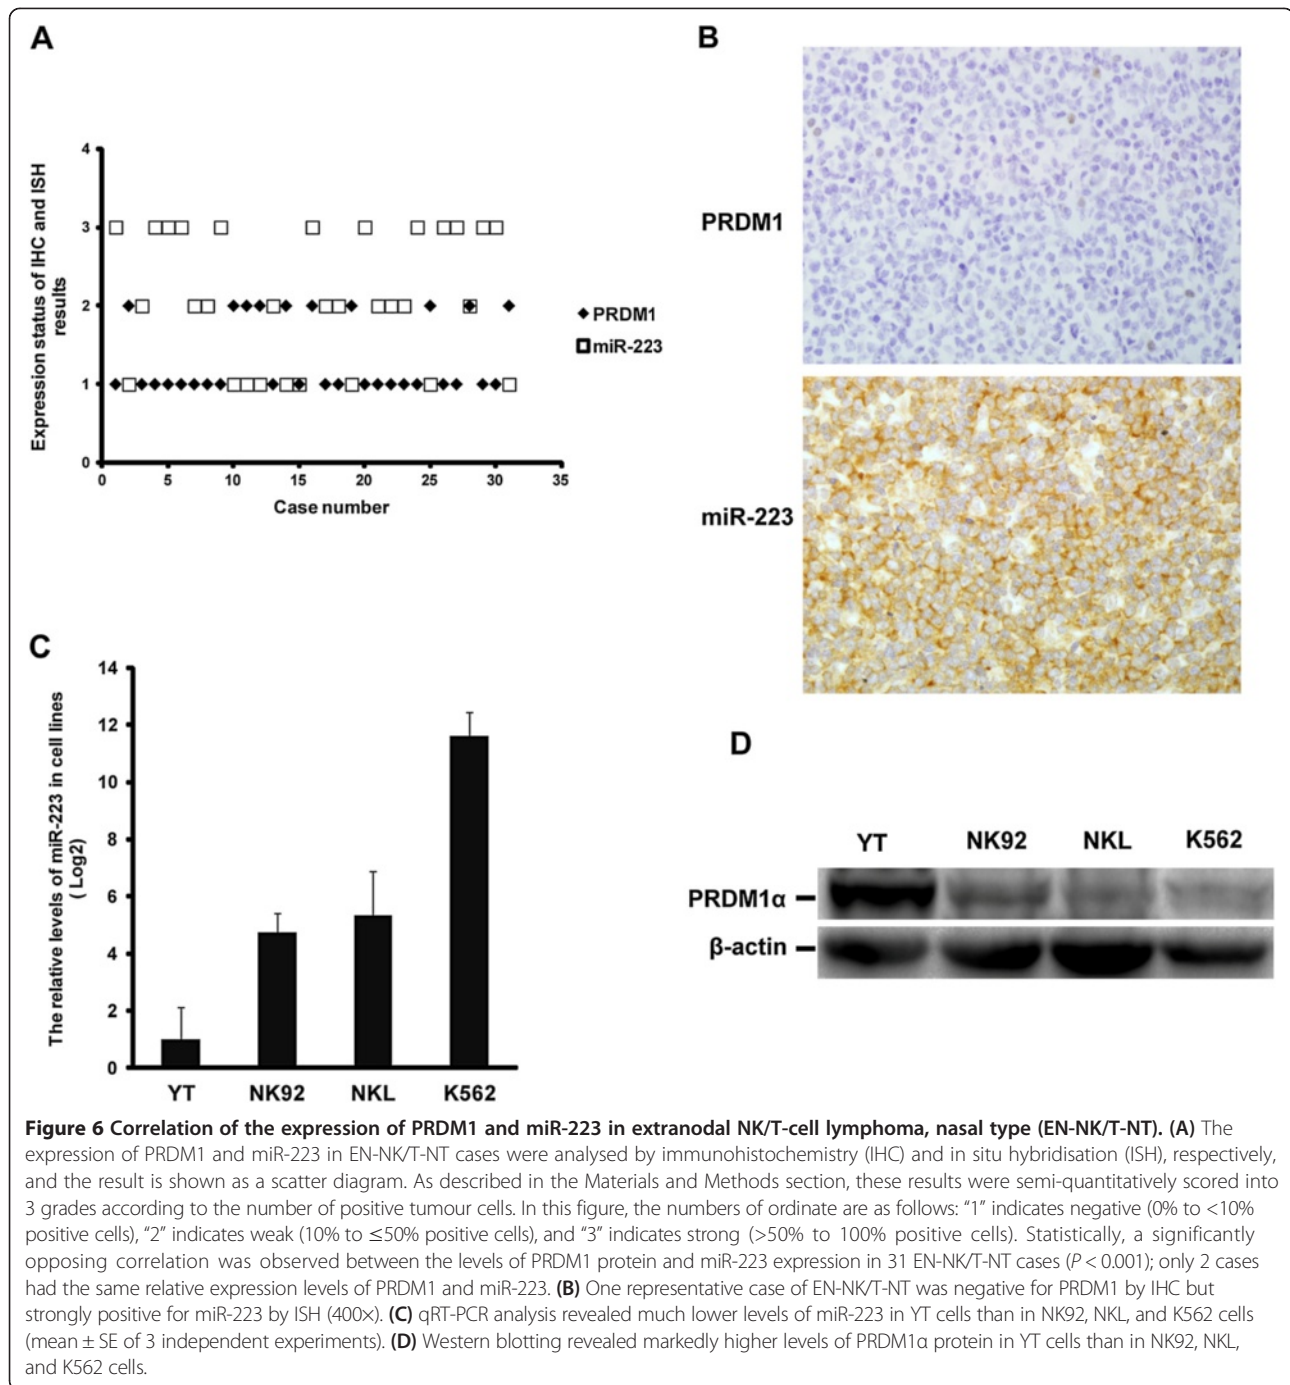 A
Expression status of IHC and ISH
results
4
3
2
1
0
0 5 10 15 20 25 30 35
Case number
PRDM1
miR-223
B
PRDM1
miR-223
C
The relative levels of miR-223 in cell lines
( Log2)
14
12
10
8
6
4
2
0
YT NK92 NKL K562
D
YT NK92 NKL K562
PRDM1α
β-actin
Figure 6 Correlation of the expression of PRDM1 and miR-223 in extranodal NK/T-cell lymphoma, nasal type (EN-NK/T-NT). (A) The
expression of PRDM1 and miR-223 in EN-NK/T-NT cases were analysed by immunohistochemistry (IHC) and in situ hybridisation (ISH), respectively,
and the result is shown as a scatter diagram. As described in the Materials and Methods section, these results were semi-quantitatively scored into
3 grades according to the number of positive tumour cells. In this figure, the numbers of ordinate are as follows: “1” indicates negative (0% to <10%
positive cells), “2” indicates weak (10% to ≤50% positive cells), and “3” indicates strong (>50% to 100% positive cells). Statistically, a significantly
opposing correlation was observed between the levels of PRDM1 protein and miR-223 expression in 31 EN-NK/T-NT cases (P < 0.001); only 2 cases
had the same relative expression levels of PRDM1 and miR-223. (B) One representative case of EN-NK/T-NT was negative for PRDM1 by IHC but
strongly positive for miR-223 by ISH (400×). (C) qRT-PCR analysis revealed much lower levels of miR-223 in YT cells than in NK92, NKL, and K562 cells
(mean ± SE of 3 independent experiments). (D) Western blotting revealed markedly higher levels of PRDM1α protein in YT cells than in NK92, NKL,
and K562 cells.